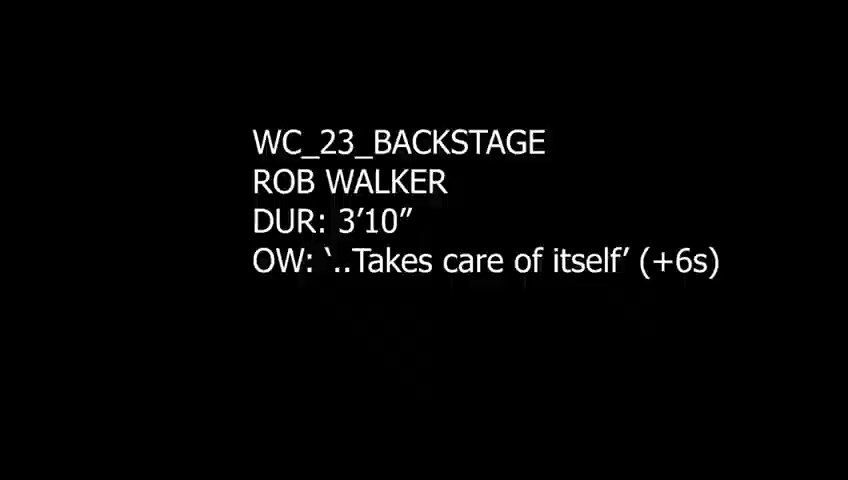 WC_23_BACKSTAGE
ROB WALKER
DUR: 3’10”
OW: ‘..Takes care of itself’ (+6s)